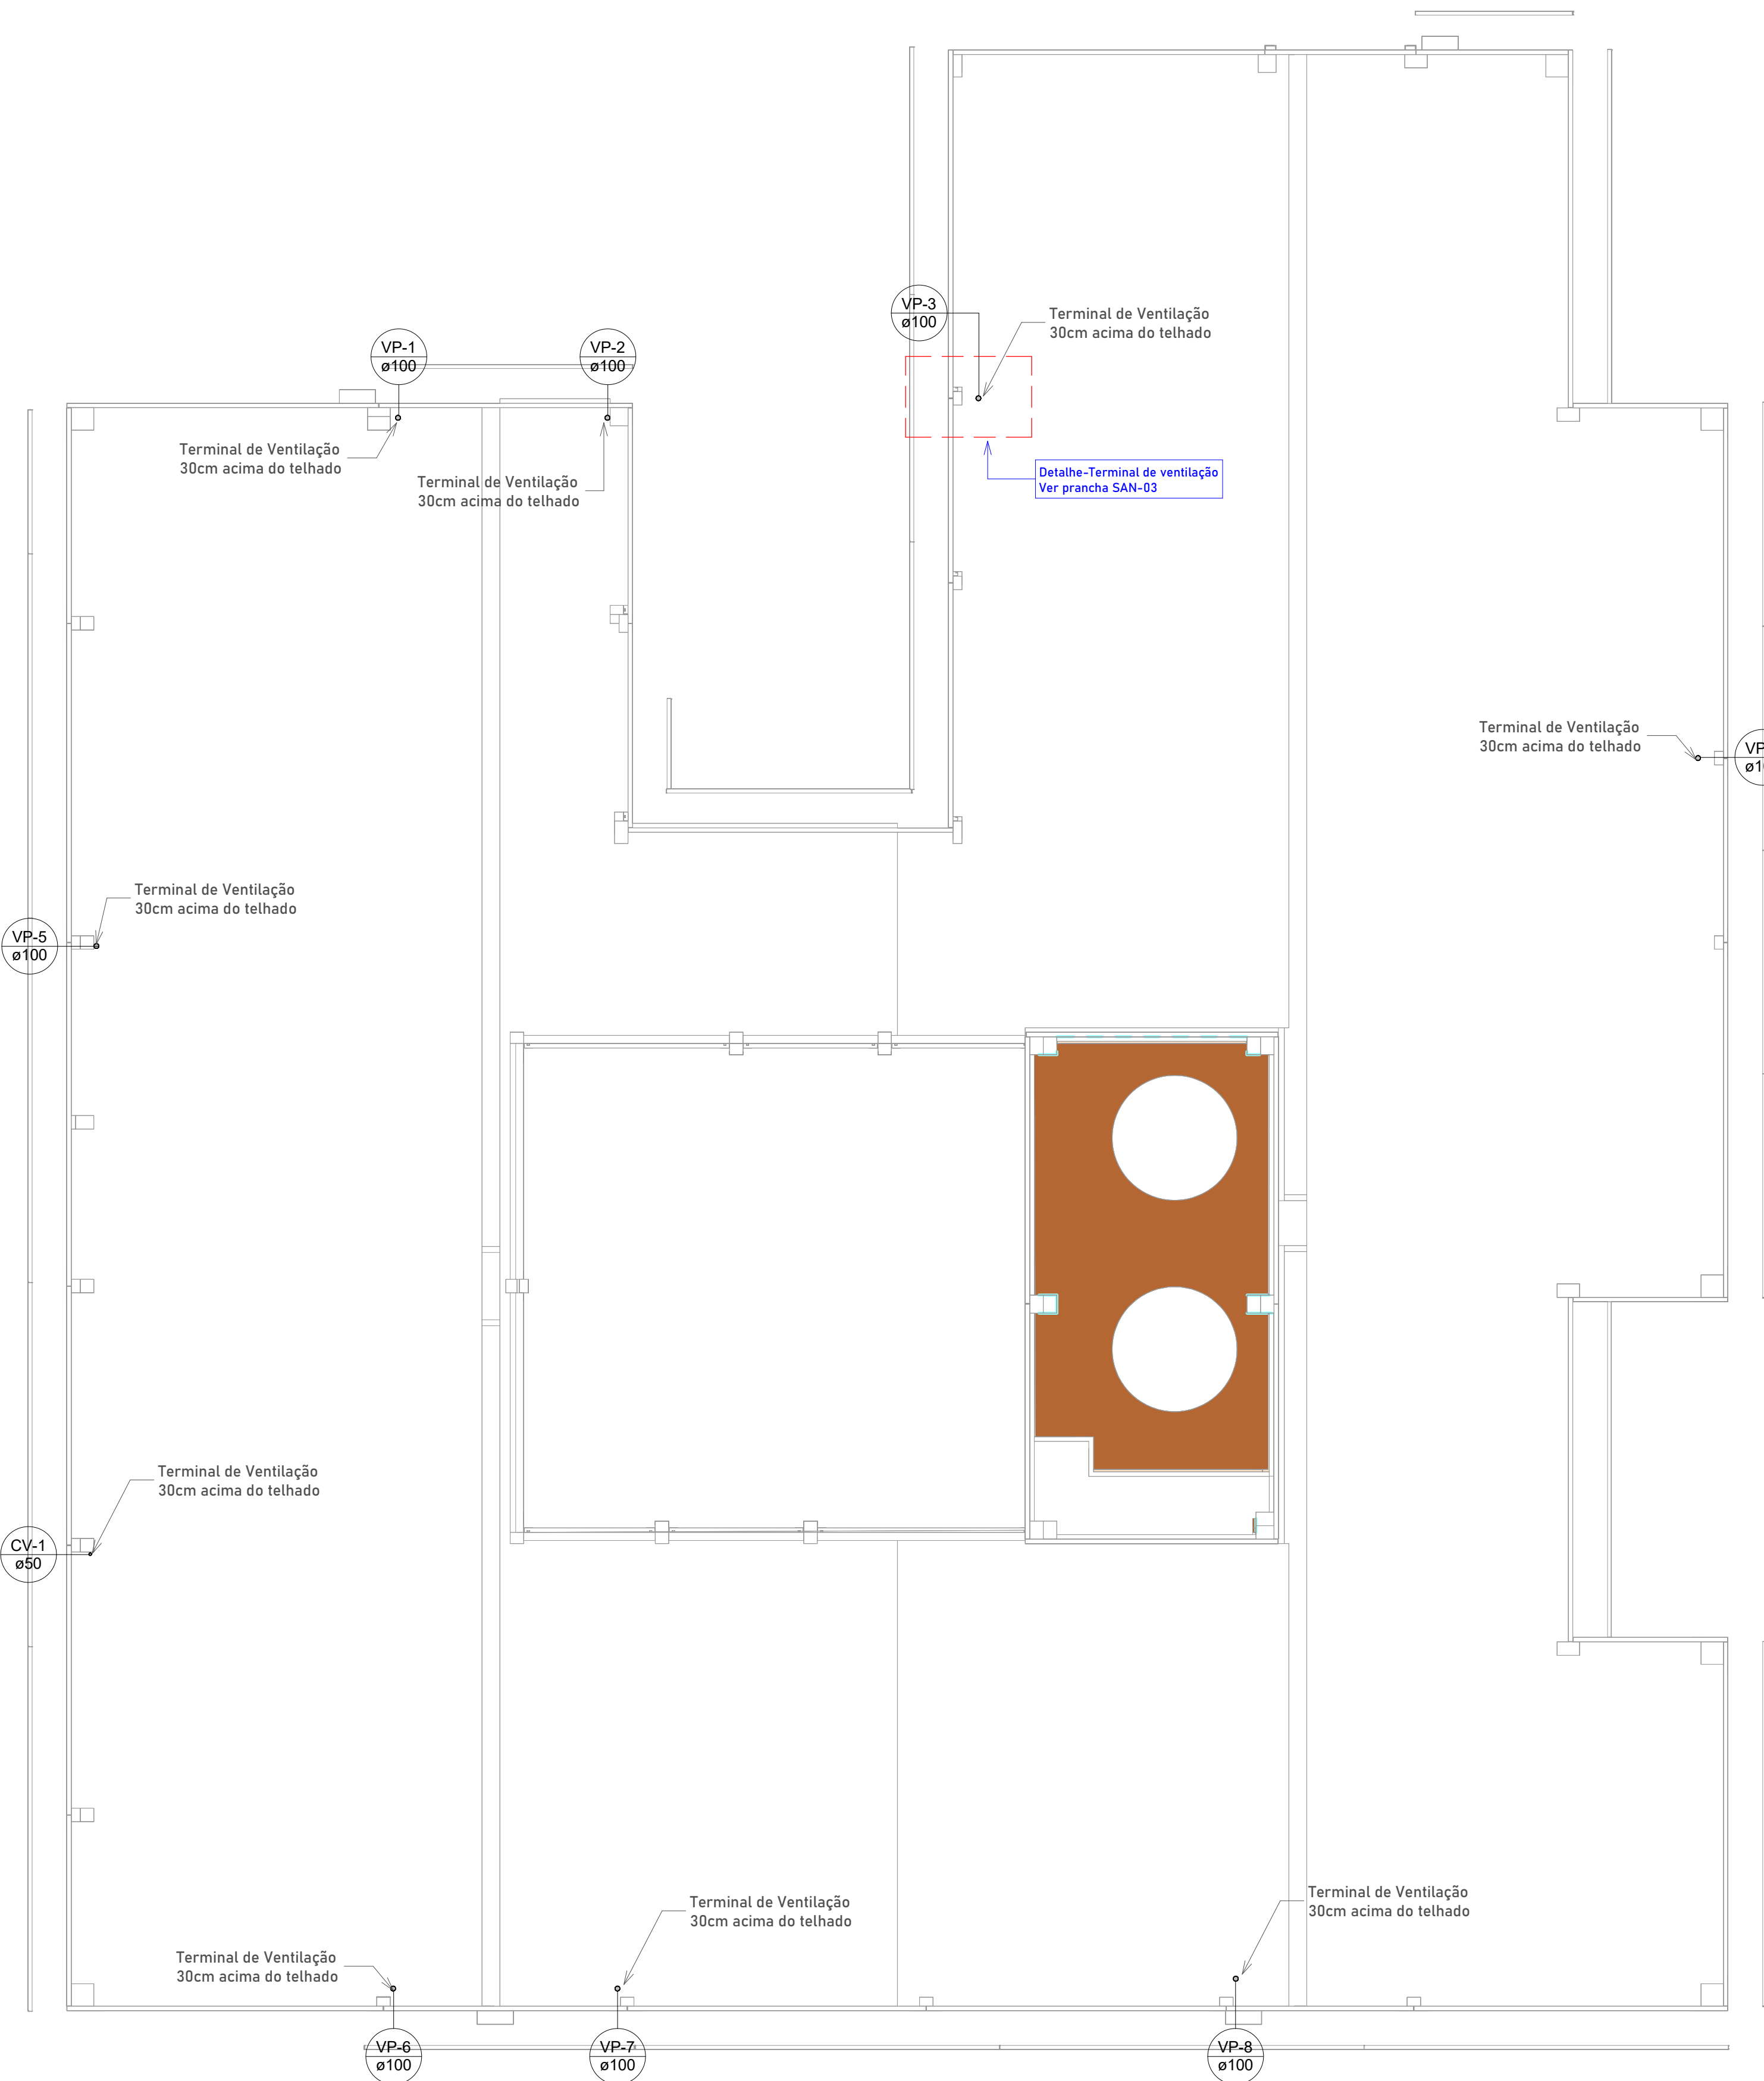 VP-3
ø100
Terminal de Ventilação
30cm acima do telhado
VP-1
ø100
VP-2
ø100
Terminal de Ventilação
30cm acima do telhado
Terminal de Ventilação
30cm acima do telhado
Detalhe-Terminal de ventilação
Ver prancha SAN-03
Terminal de Ventilação
30cm acima do telhado
Terminal de Ventilação
30cm acima do telhado
VP-5
ø100
Terminal de Ventilação
30cm acima do telhado
CV-1
ø50
Terminal de Ventilação
30cm acima do telhado
Terminal de Ventilação
30cm acima do telhado
Terminal de Ventilação
30cm acima do telhado
VP-6
ø100
VP-7
ø100
VP-8
ø100